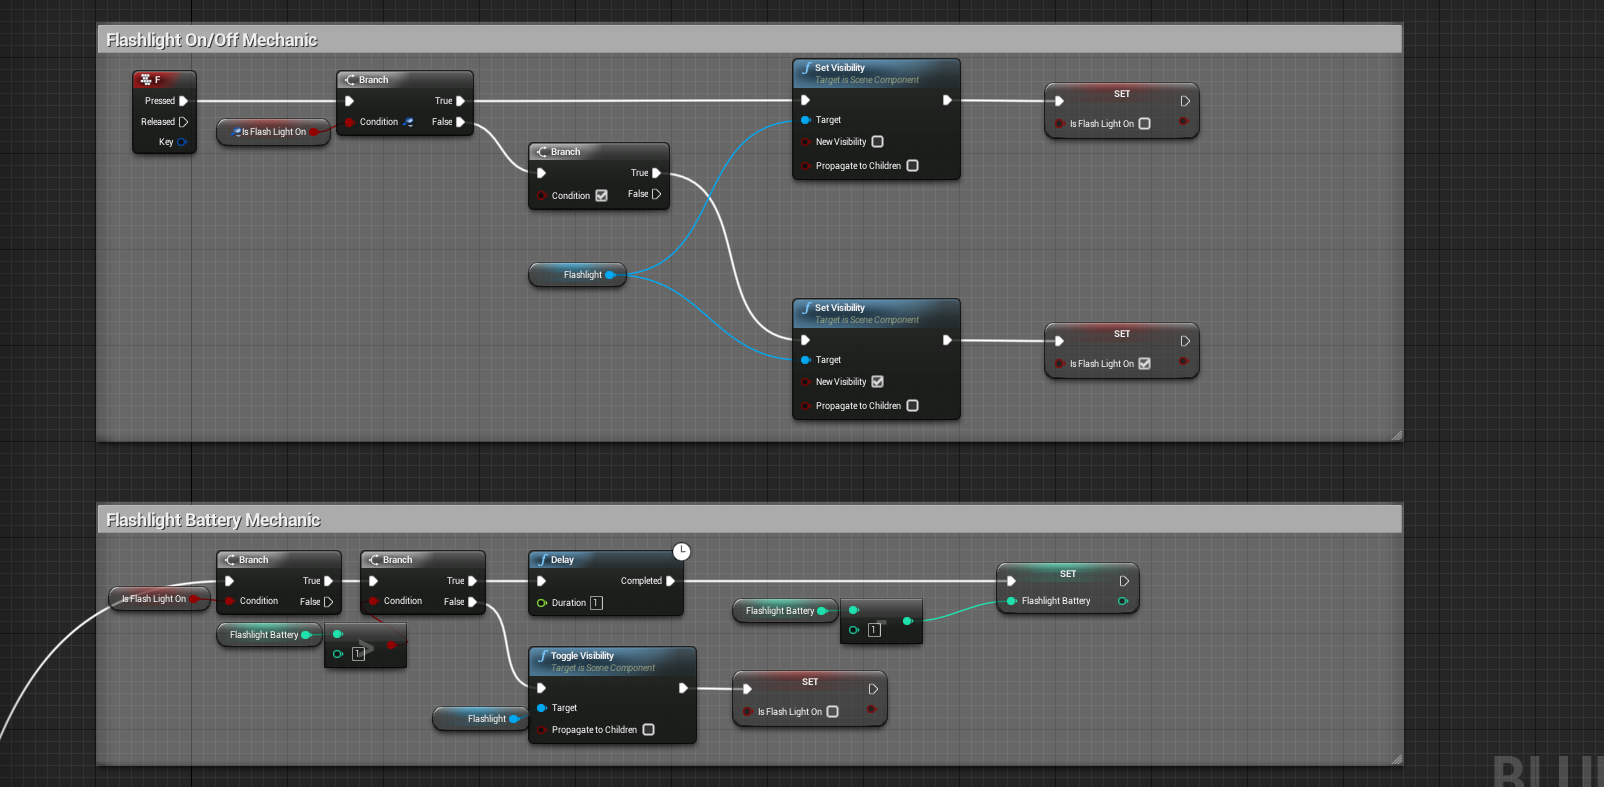 Flashlight On/Off Mechanic
F
Pressed
Released
Key
Is Flash Light On
Branch
True
Condition
False
Branch
True
Condition
False
Flashlight
Set Visibility
Target is Scene Component
Target
New Visibility
Propagate to Children
SET
Is Flash Light On
Set Visibility
Target is Scene Component
Target
New Visibility
Propagate to Children
SET
Is Flash Light On
Flashlight Battery Mechanic
Is Flash Light On
Branch
True
Condition
False
Flashlight Battery
1
>
Branch
True
Condition
False
Delay
Completed
Duration 1
Flashlight
Toggle Visibility
Target is Scene Component
Target
Propagate to Children
SET
Is Flash Light On
Flashlight Battery
1
-
SET
Flashlight Battery